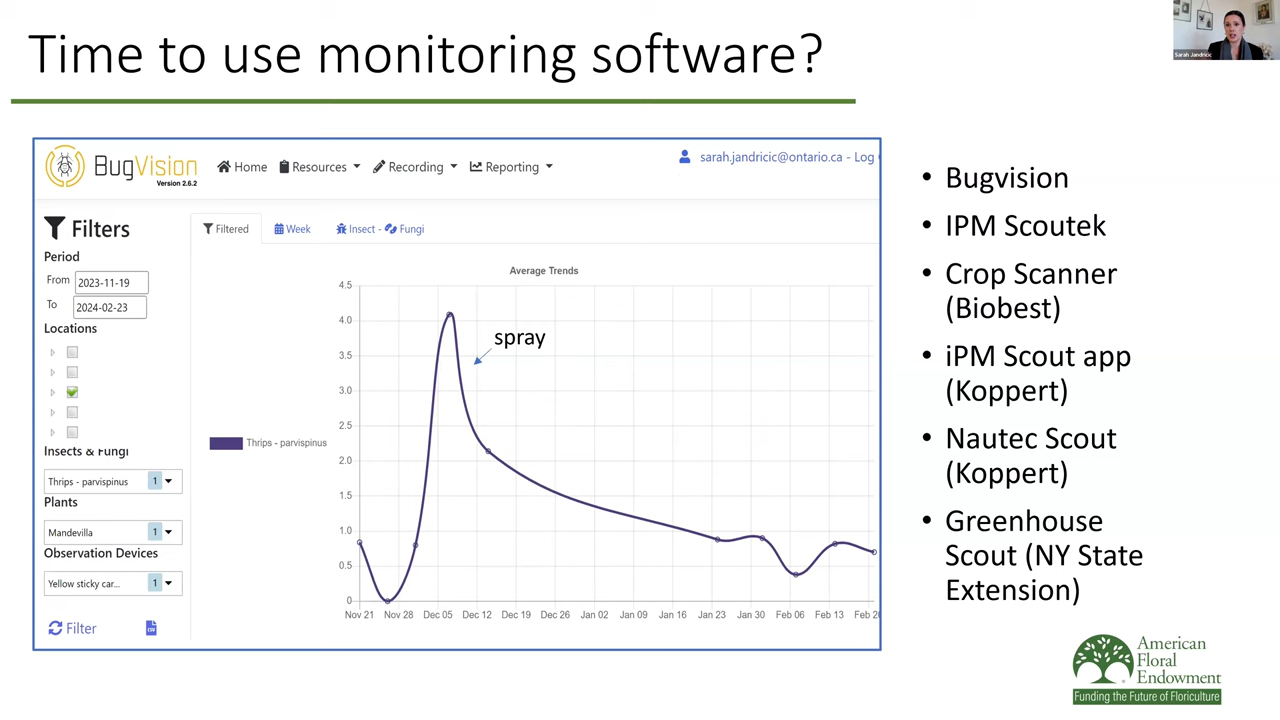 Time to use monitoring software?
Sarah Jandricic
BugVision
Version 2.6.2
Home
Resources
Recording
Reporting
sarah.jandricic@ontario.ca - Log
Filters
Period
From 2023-11-19
To 2024-02-23
Locations
Insects & Fungi
Thrips - parvispinus 1
Plants
Mandevilla 1
Observation Devices
Yellow sticky car... 1
Filter
CSV
Filtered
Week
Insect - Fungi
Average Trends
4.5
4.0
3.5
3.0
2.5
2.0
1.5
1.0
0.5
0
spray
Thrips - parvispinus
Nov 21 Nov 28 Dec 05 Dec 12 Dec 19 Dec 26 Jan 02 Jan 09 Jan 16 Jan 23 Jan 30 Feb 06 Feb 13 Feb 20
• Bugvision
• IPM Scoutek
• Crop Scanner
(Biobest)
• iPM Scout app
(Koppert)
• Nautec Scout
(Koppert)
• Greenhouse
Scout (NY State
Extension)
American
Floral
Endowment
Funding the Future of Floriculture